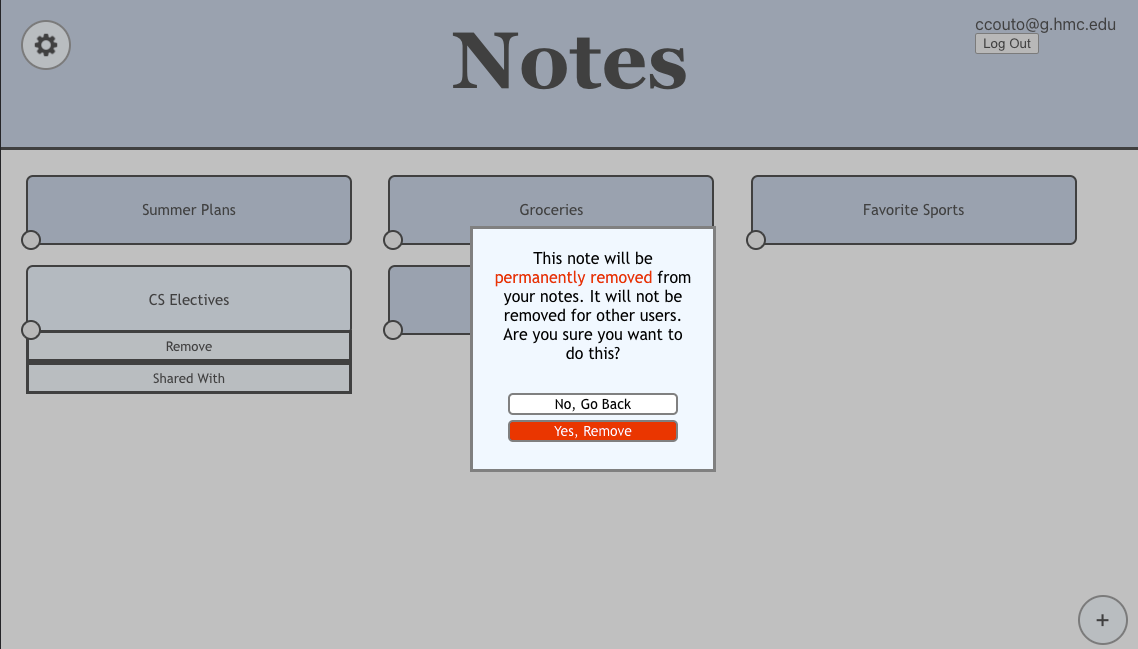 Notes
ccouto@g.hmc.edu
Log Out
Summer Plans
Groceries
Favorite Sports
CS Electives
Remove
Shared With
This note will be
permanently removed from
your notes. It will not be
removed for other users.
Are you sure you want to
do this?
No, Go Back
Yes, Remove
+